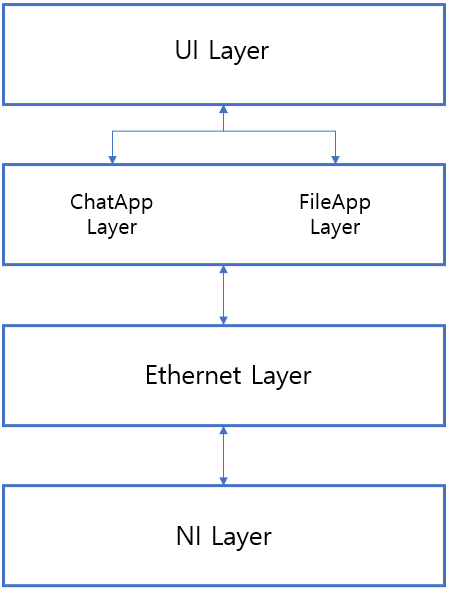 UI Layer
ChatApp
Layer
FileApp
Layer
Ethernet Layer
NI Layer